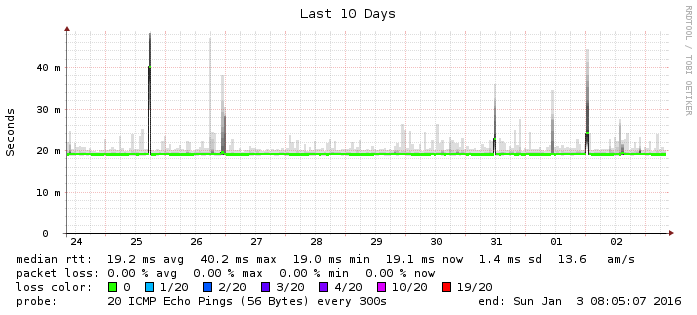 Last 10 Days
RRDTOOL / TOBI OETIKER
Seconds
40 m
30 m
20 m
10 m
0
24 25 26 27 28 29 30 31 01 02
median rtt: 19.2 ms avg 40.2 ms max 19.0 ms min 19.1 ms now 1.4 ms sd 13.6 am/s
packet loss: 0.00 % avg 0.00 % max 0.00 % min 0.00 % now
loss color: 0 1/20 2/20 3/20 4/20 10/20 19/20
probe: 20 ICMP Echo Pings (56 Bytes) every 300s end: Sun Jan 3 08:05:07 2016